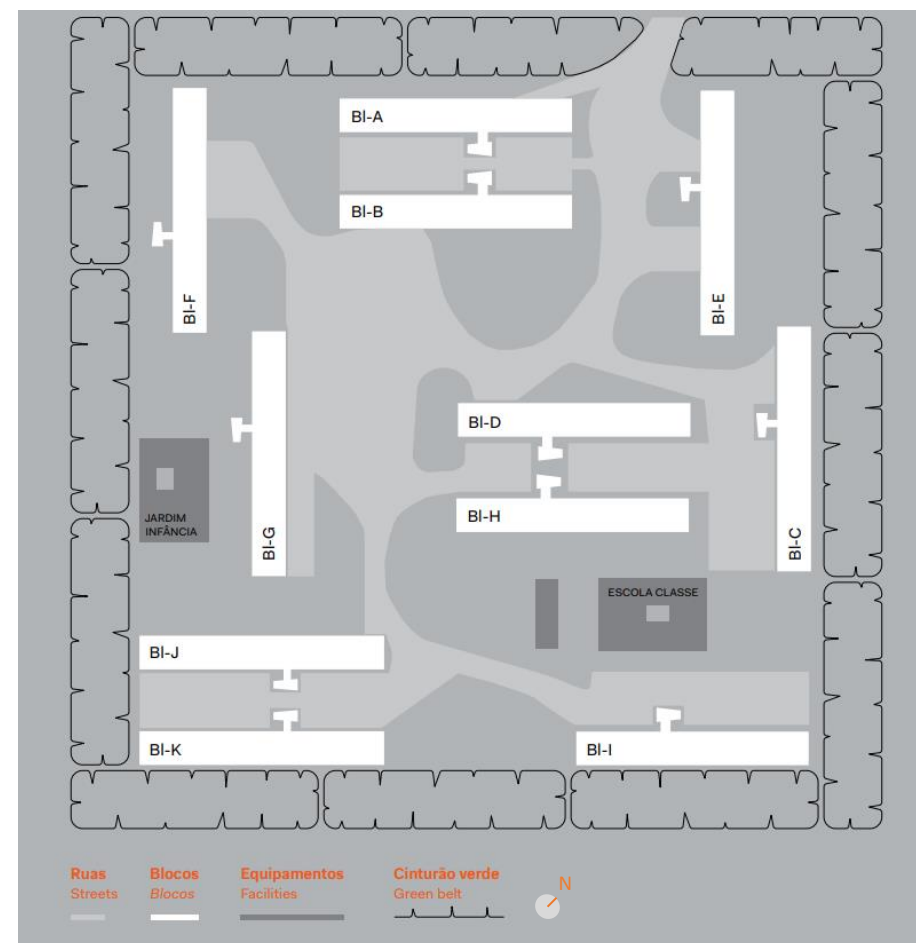 Bl-A
Bl-B
Bl-F
Bl-E
Bl-D
Bl-H
Bl-G
Bl-C
JARDIM
INFÂNCIA
ESCOLA CLASSE
Bl-J
Bl-K
Bl-I
Ruas
Streets
Blocos
Blocos
Equipamentos
Facilities
Cinturão verde
Green belt
N